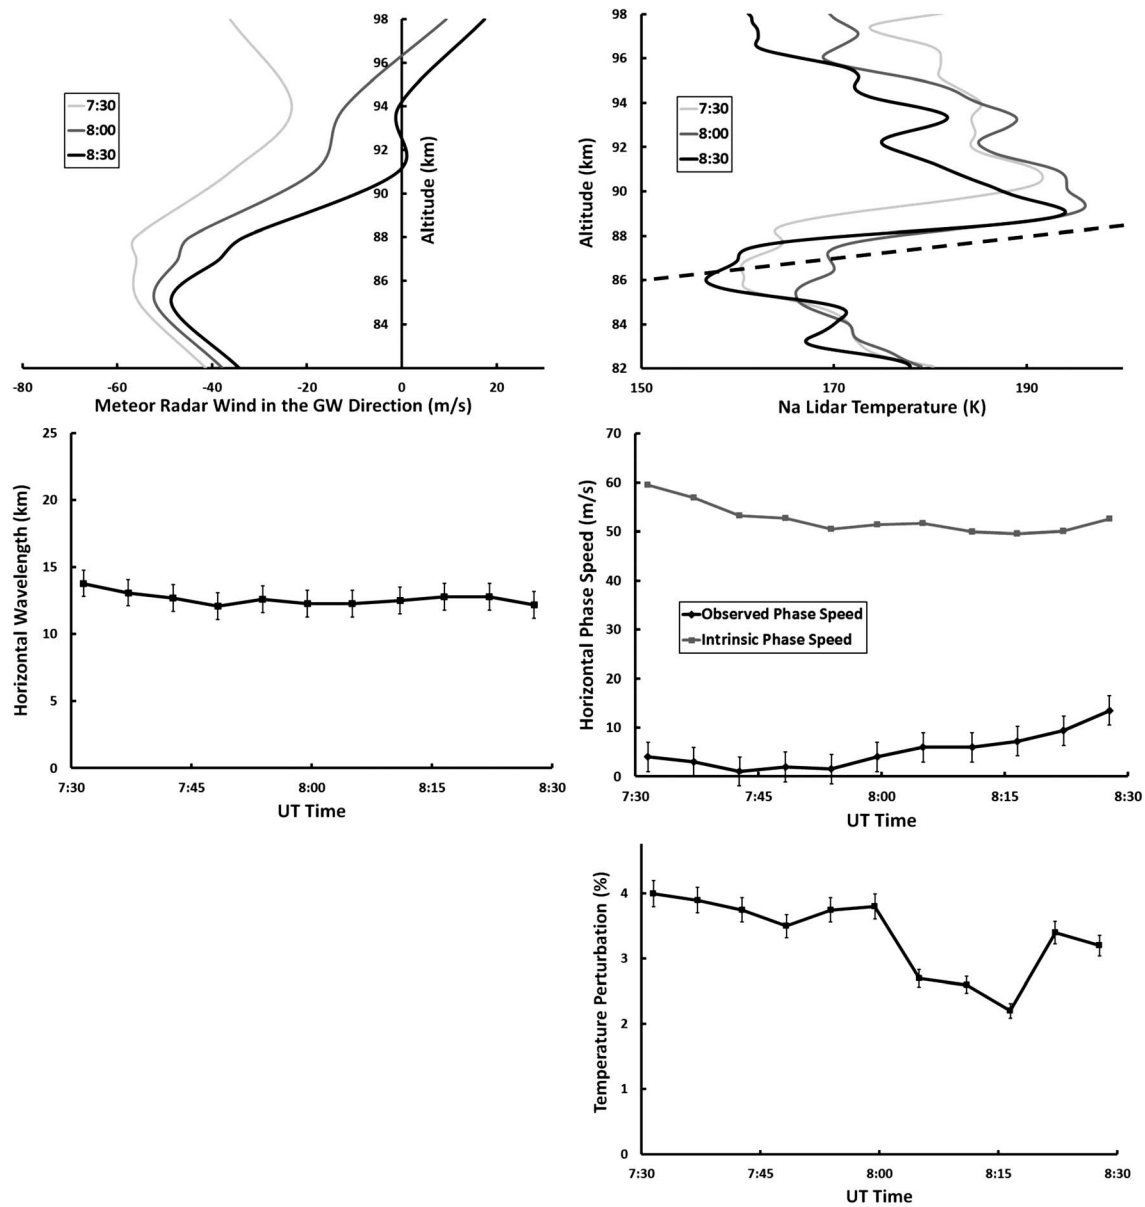 98
96
94
92
90
88
86
84
7:30
8:00
8:30
Altitude (km)
-80 -60 -40 -20 0 20
Meteor Radar Wind in the GW Direction (m/s)
98
96
94
92
90
88
86
84
82
7:30
8:00
8:30
Altitude (km)
150 170 190
Na Lidar Temperature (K)
25
20
15
10
5
0
Horizontal Wavelength (km)
7:30 7:45 8:00 8:15 8:30
UT Time
70
60
50
40
30
20
10
0
Horizontal Phase Speed (m/s)
Observed Phase Speed
Intrinsic Phase Speed
7:30 7:45 8:00 8:15 8:30
UT Time
4
3
2
1
0
Temperature Perturbation (%)
7:30 7:45 8:00 8:15 8:30
UT Time